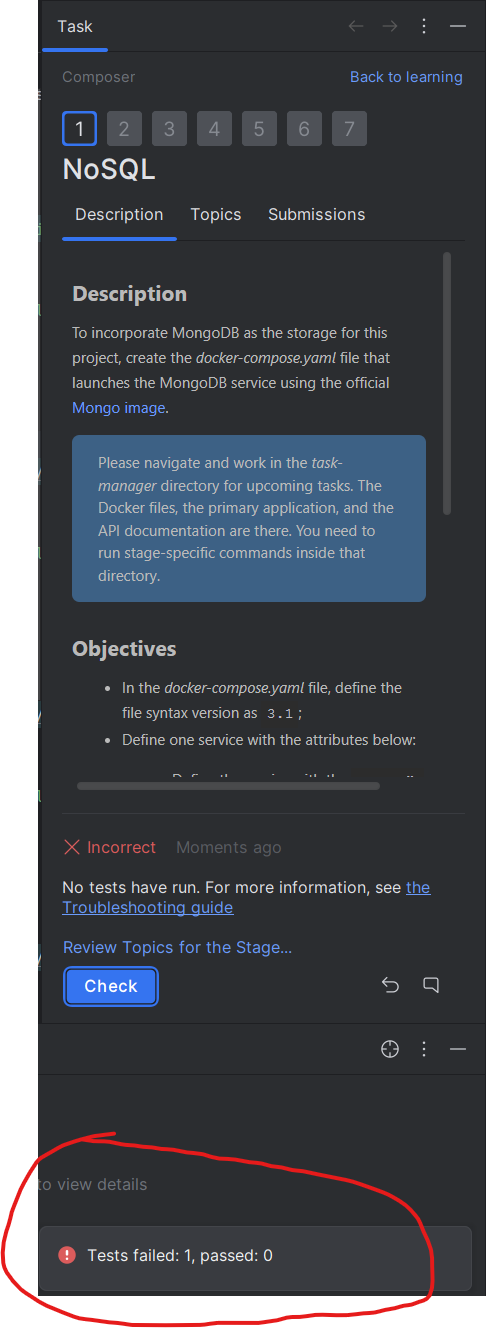 Task
Composer
Back to learning
1 2 3 4 5 6 7
NoSQL
Description Topics Submissions
Description
To incorporate MongoDB as the storage for this
project, create the docker-compose.yaml file that
launches the MongoDB service using the official
Mongo image.
Please navigate and work in the task-
manager directory for upcoming tasks. The
Docker files, the primary application, and the
API documentation are there. You need to
run stage-specific commands inside that
directory.
Objectives
• In the docker-compose.yaml file, define the
file syntax version as 3.1;
• Define one service with the attributes below:
Incorrect Moments ago
No tests have run. For more information, see the
Troubleshooting guide
Review Topics for the Stage...
Check
to view details
Tests failed: 1, passed: 0